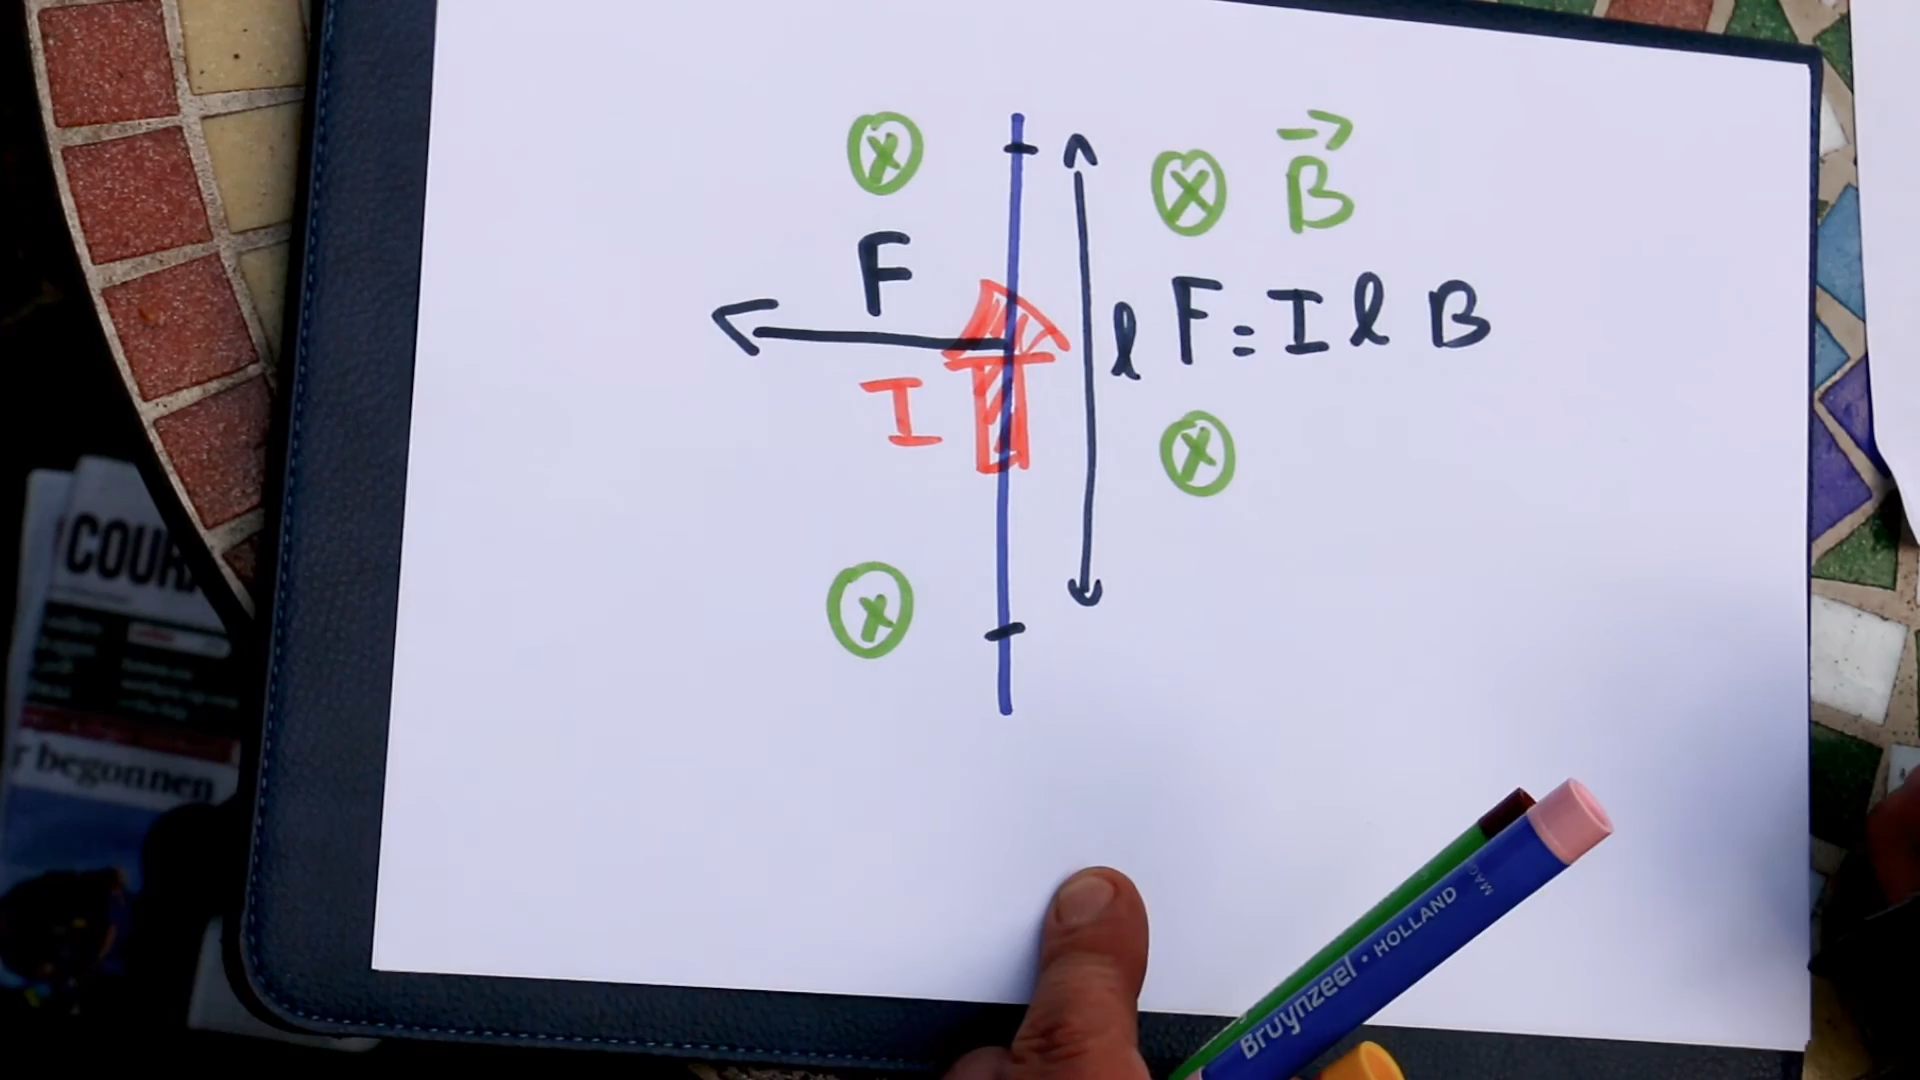 B
F
F = I l B
l
I
COUR
r begonnen
Bruynzeel • HOLLAND